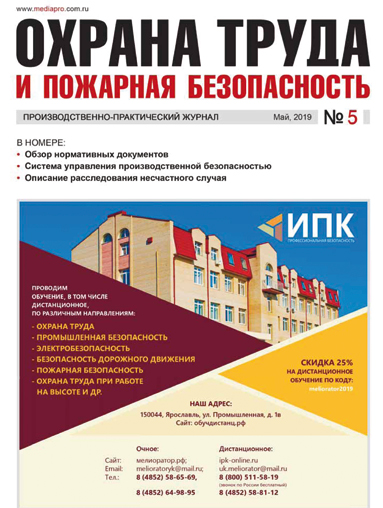 www.mediapro.com.ru
ОХРАНА ТРУДА
И ПОЖАРНАЯ БЕЗОПАСНОСТЬ
ПРОИЗВОДСТВЕННО-ПРАКТИЧЕСКИЙ ЖУРНАЛ Май, 2019 № 5
В НОМЕРЕ:
• Обзор нормативных документов
• Система управления производственной безопасностью
• Описание расследования несчастного случая
ИПК
ПРОФЕССИОНАЛЬНАЯ БЕЗОПАСНОСТЬ
ПРОВОДИМ
ОБУЧЕНИЕ, В ТОМ ЧИСЛЕ
ДИСТАНЦИОННОЕ,
ПО РАЗЛИЧНЫМ НАПРАВЛЕНИЯМ:
- ОХРАНА ТРУДА
- ПРОМЫШЛЕННАЯ БЕЗОПАСНОСТЬ
- ЭЛЕКТРОБЕЗОПАСНОСТЬ
- БЕЗОПАСНОСТЬ ДОРОЖНОГО ДВИЖЕНИЯ
- ПОЖАРНАЯ БЕЗОПАСНОСТЬ
- ОХРАНА ТРУДА ПРИ РАБОТЕ
НА ВЫСОТЕ И ДР.
СКИДКА 25%
НА ДИСТАНЦИОННОЕ
ОБУЧЕНИЕ ПО КОДУ:
meliorator2019
НАШ АДРЕС:
150044, Ярославль, ул. Промышленная, д. 1в
Сайт: обучдистанц.рф
Очное: Дистанционное:
Сайт: мелиоратор.рф; ipk-online.ru
Email: melioratoryk@mail.ru; uk.meliorator@mail.ru
Тел.: 8 (4852) 58-65-69, 8 (800) 511-58-19
(звонок по России бесплатный)
8 (4852) 64-98-95 8 (4852) 58-81-12